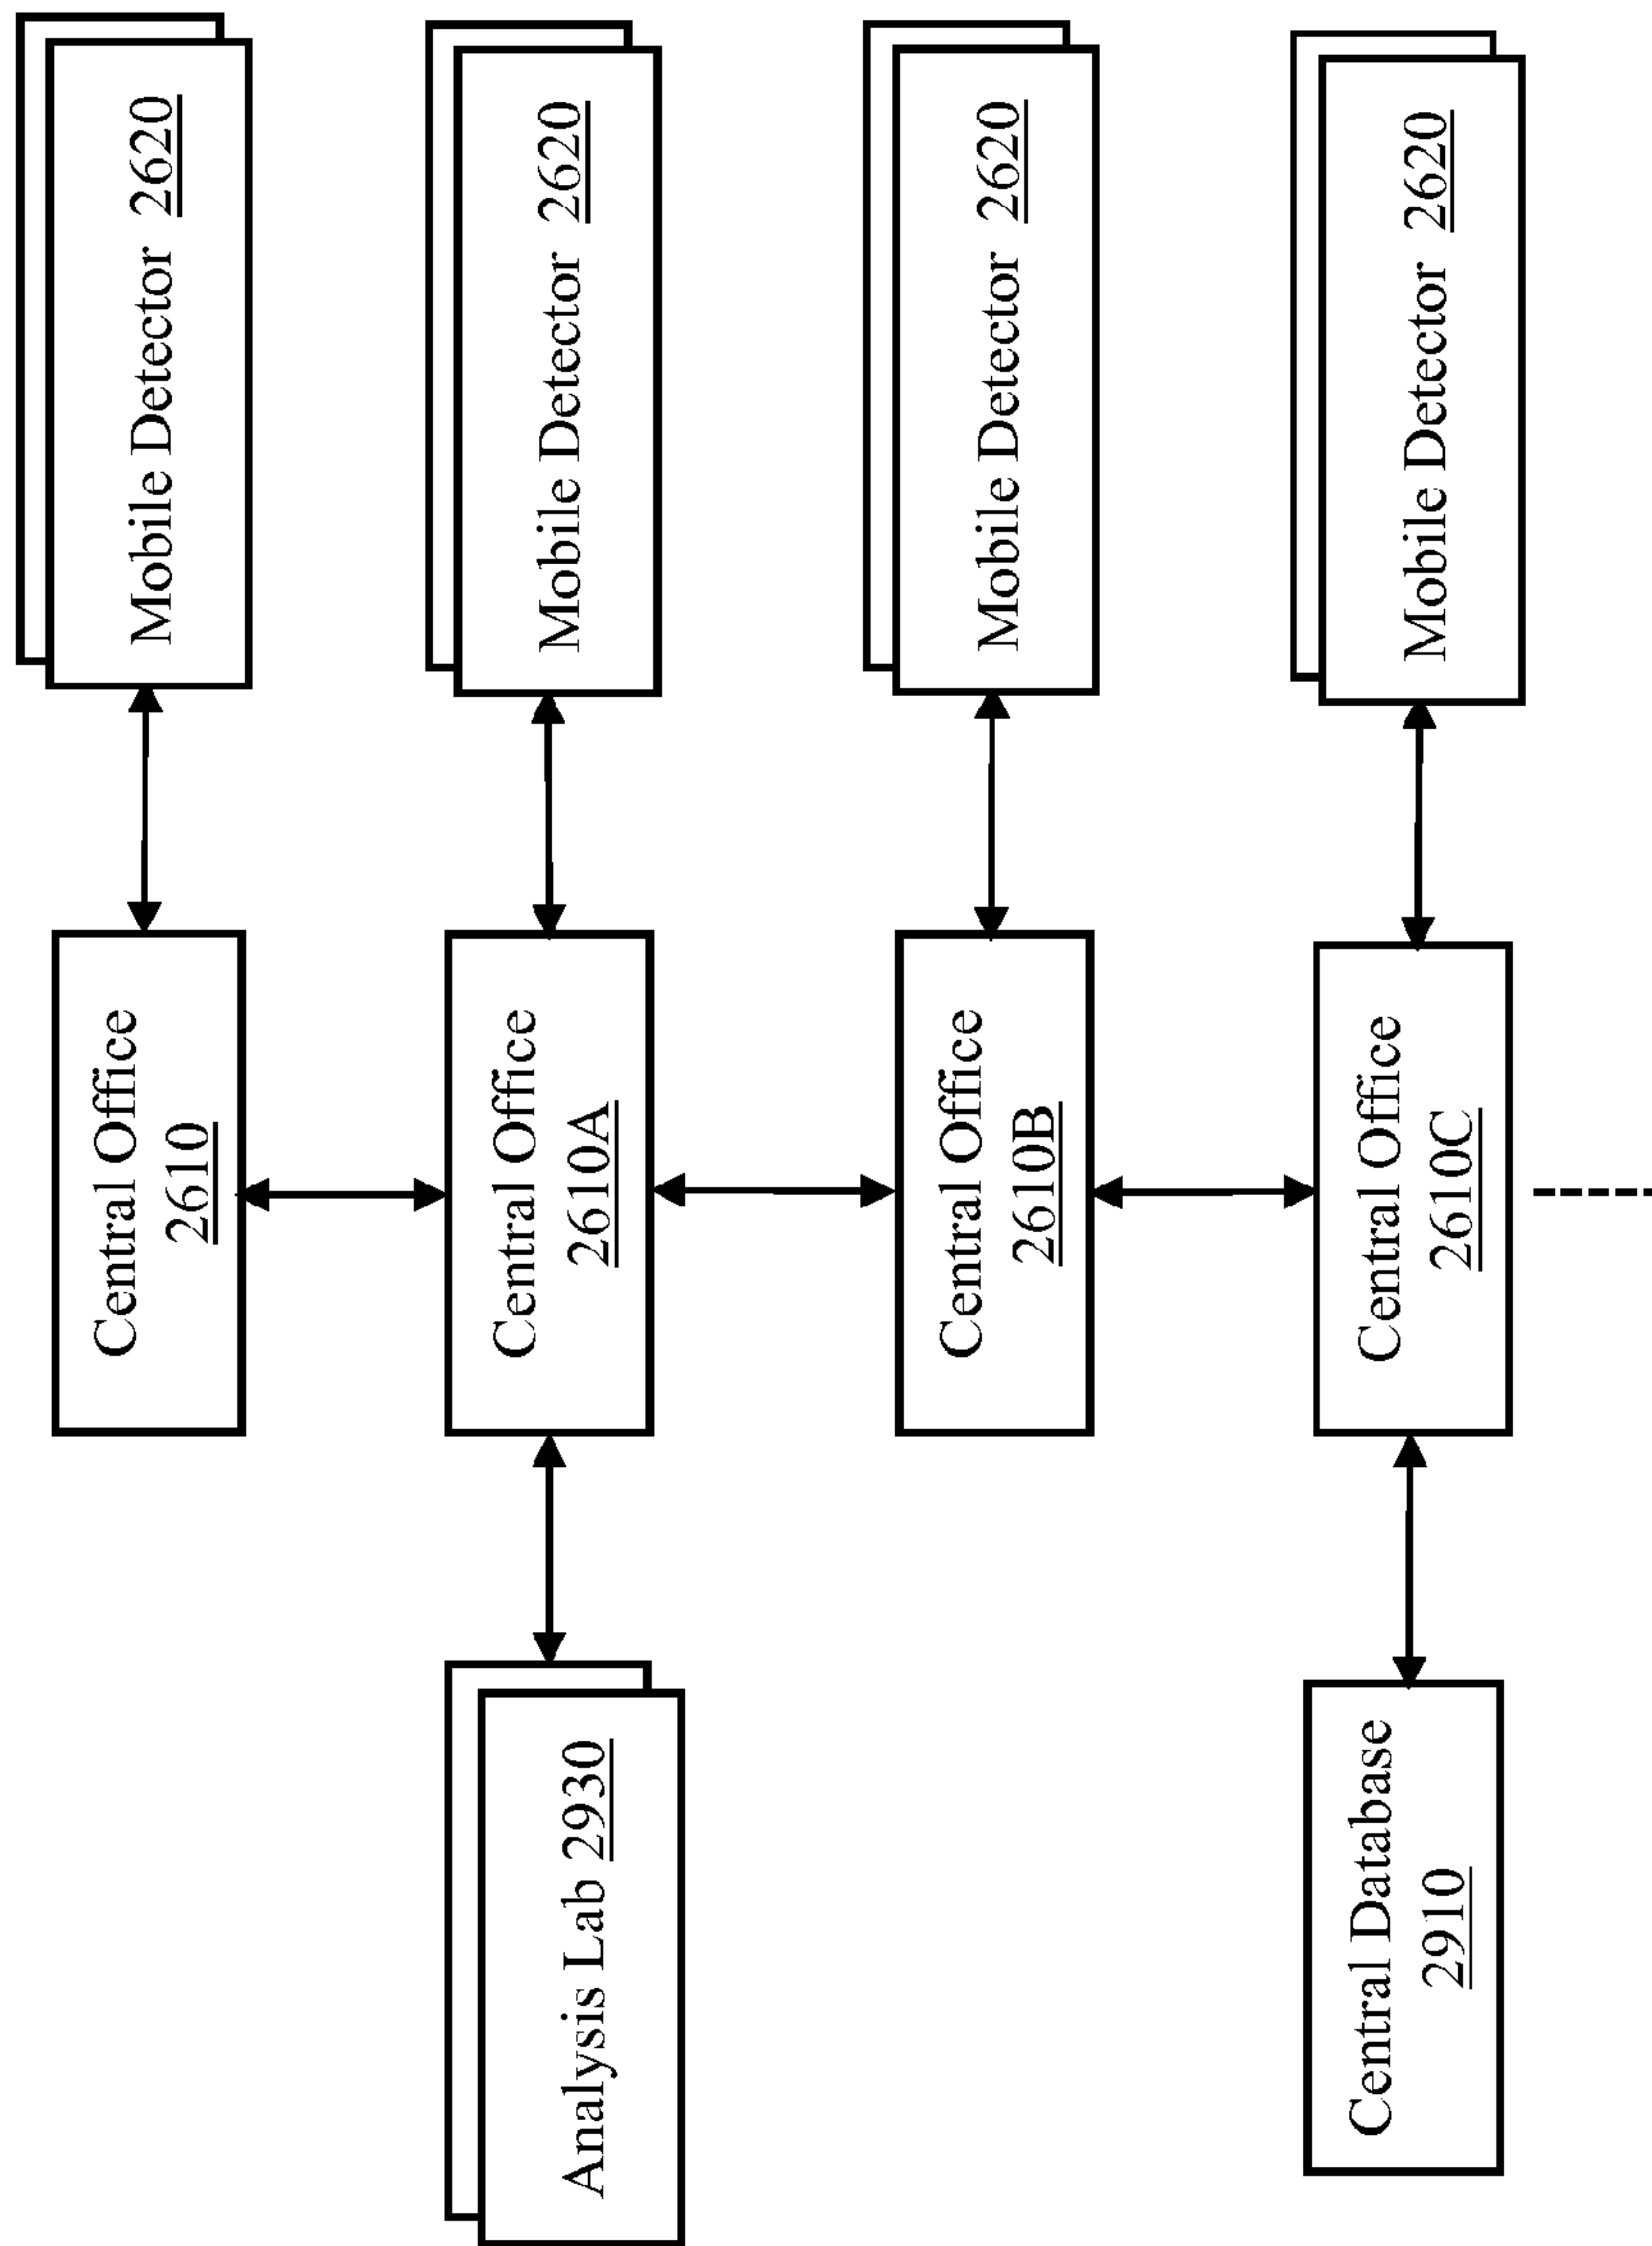 Central Office
2610
Mobile Detector 2620
Analysis Lab 2930
Central Office
2610A
Mobile Detector 2620
Central Office
2610B
Mobile Detector 2620
Central Database
2910
Central Office
2610C
Mobile Detector 2620